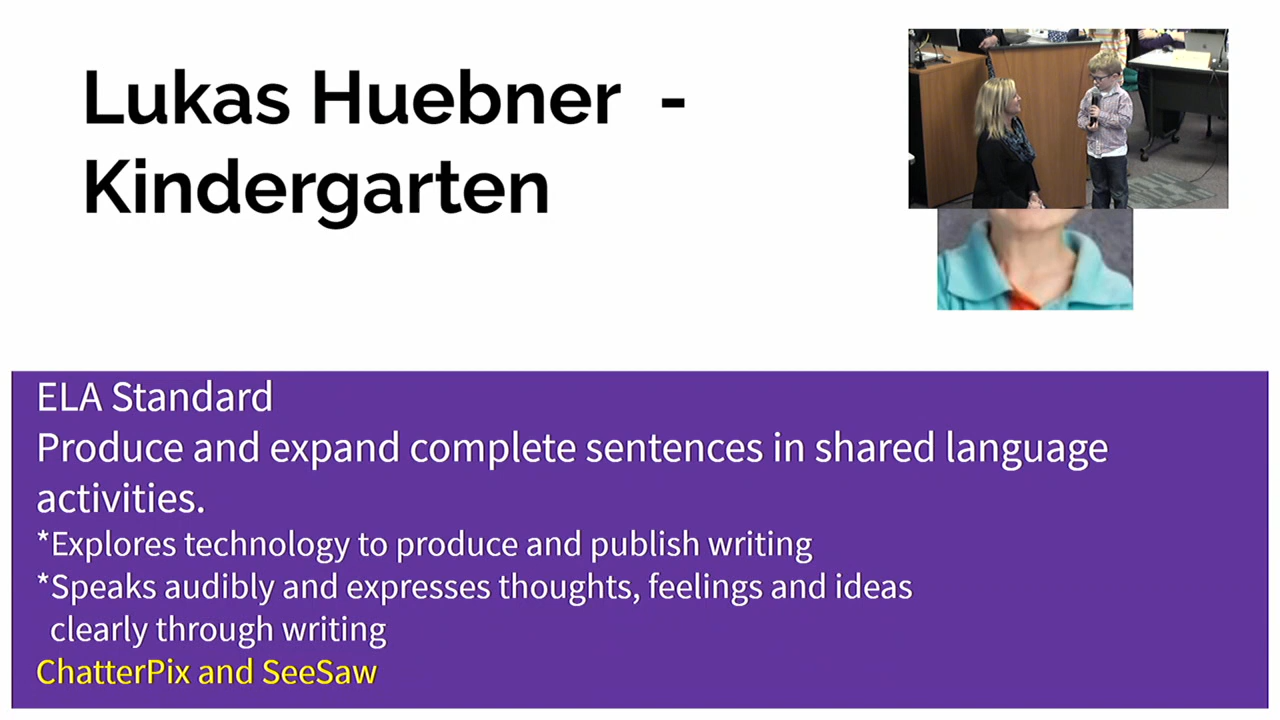 Lukas Huebner -
Kindergarten
ELA Standard
Produce and expand complete sentences in shared language
activities.
*Explores technology to produce and publish writing
*Speaks audibly and expresses thoughts, feelings and ideas
clearly through writing
ChatterPix and SeeSaw